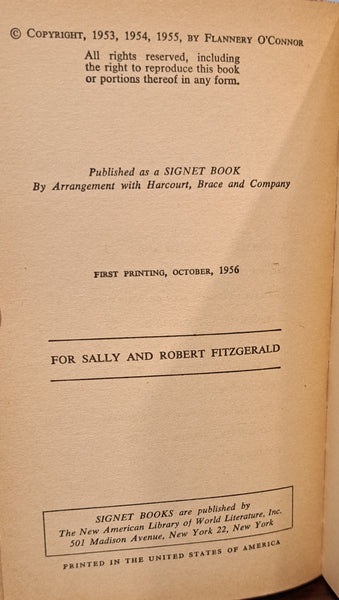 © Copyright, 1953, 1954, 1955, by Flannery O'Connor
All rights reserved, including
the right to reproduce this book
or portions thereof in any form.
Published as a SIGNET BOOK
By Arrangement with Harcourt, Brace and Company
FIRST PRINTING, OCTOBER, 1956
FOR SALLY AND ROBERT FITZGERALD
SIGNET BOOKS are published by
The New American Library of World Literature, Inc.
501 Madison Avenue, New York 22, New York
PRINTED IN THE UNITED STATES OF AMERICA